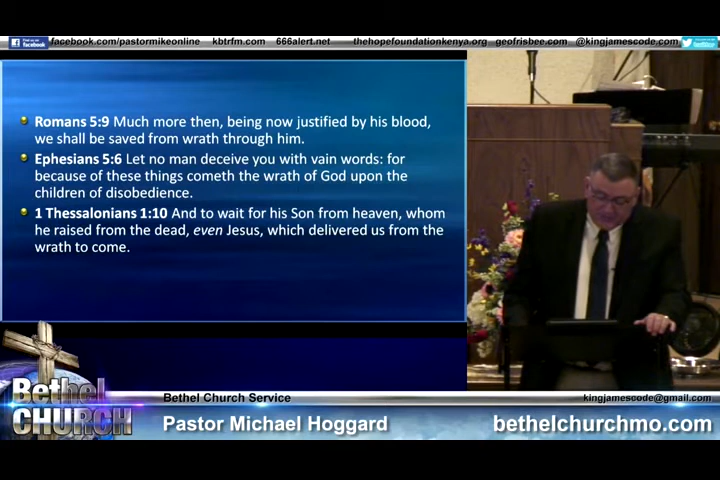 Find us on facebook
facebook.com/pastormikeonline kbtrfm.com 666alert.net thehopefoundationkenya.org geofrisbee.com @kingjamescode.com
Romans 5:9 Much more then, being now justified by his blood,
we shall be saved from wrath through him.
Ephesians 5:6 Let no man deceive you with vain words: for
because of these things cometh the wrath of God upon the
children of disobedience.
1 Thessalonians 1:10 And to wait for his Son from heaven, whom
he raised from the dead, even Jesus, which delivered us from the
wrath to come.
Bethel
CHURCH
Bethel Church Service
kingjamescode@gmail.com
Pastor Michael Hoggard
bethelchurchmo.com